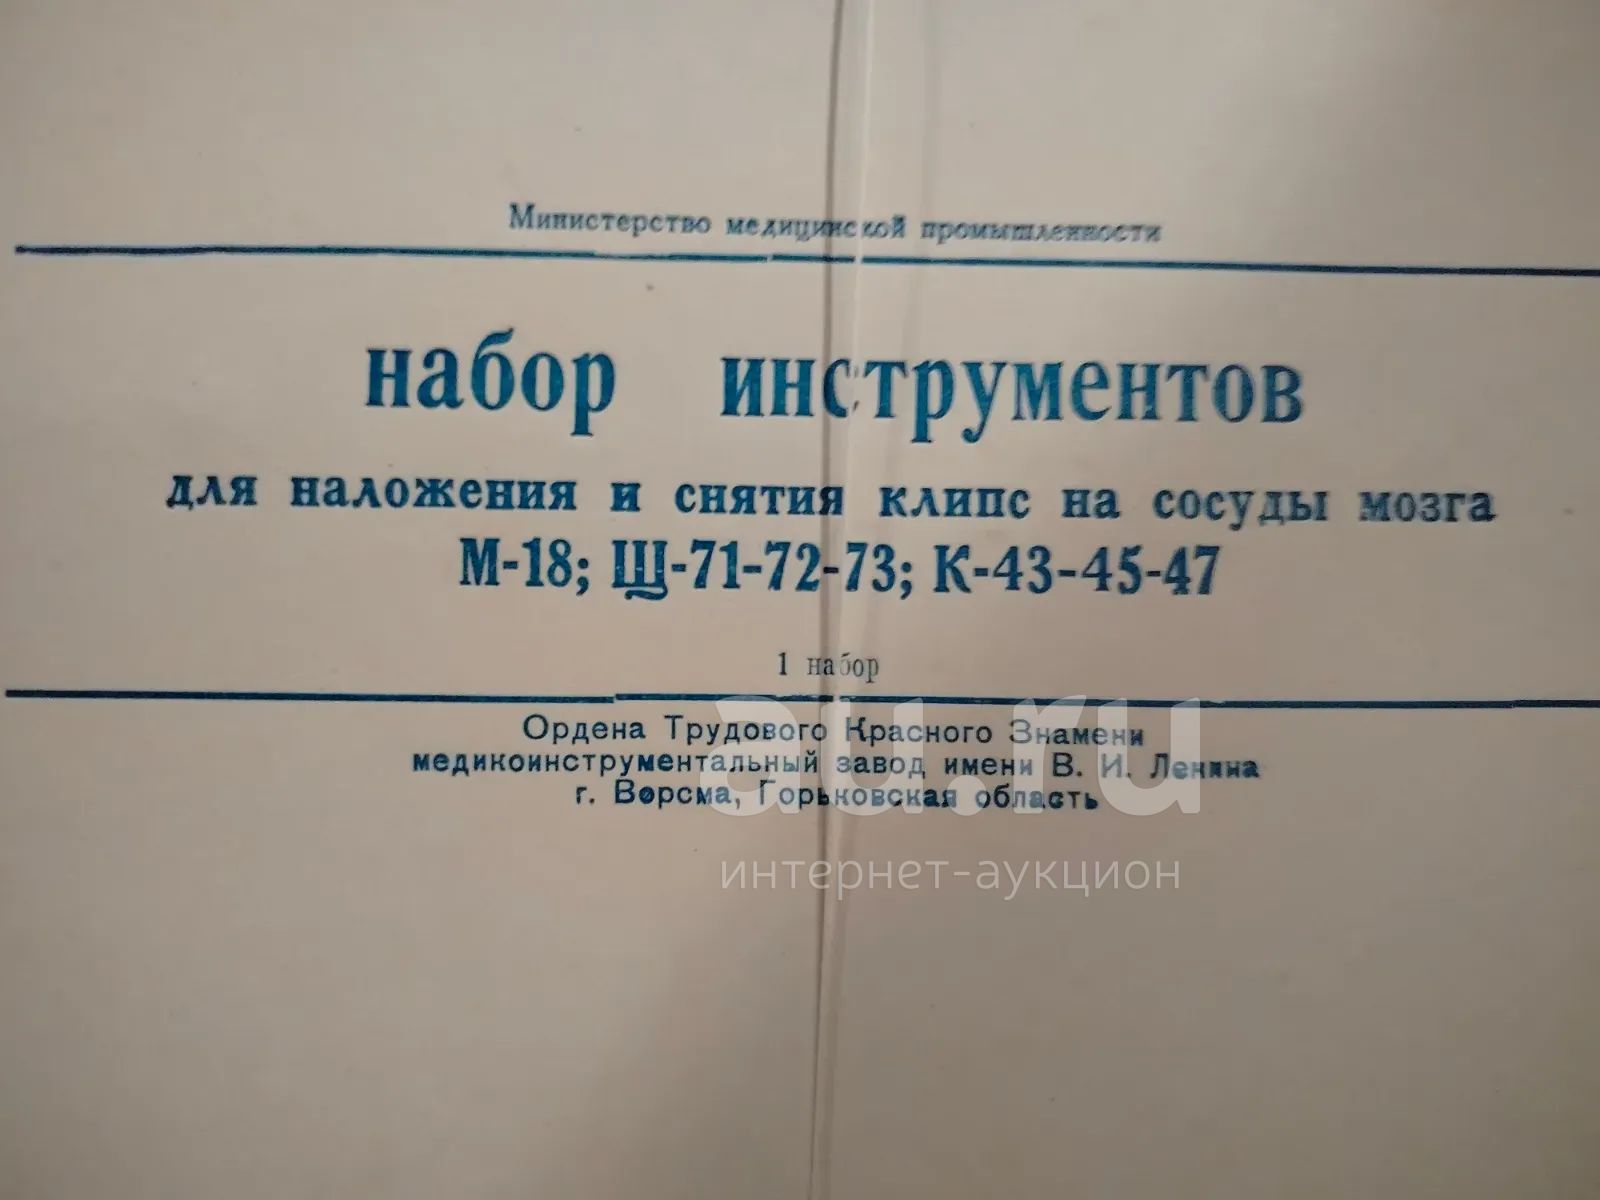 Министерство медицинской промышленности
набор инструментов
для наложения и снятия клипс на сосуды мозга
М-18; Щ-71-72-73; К-43-45-47
1 набор
Ордена Трудового Красного Знамени
медикоинструментальный завод имени В. И. Ленина
г. Ворсма, Горьковская область
au.ru
интернет-аукцион